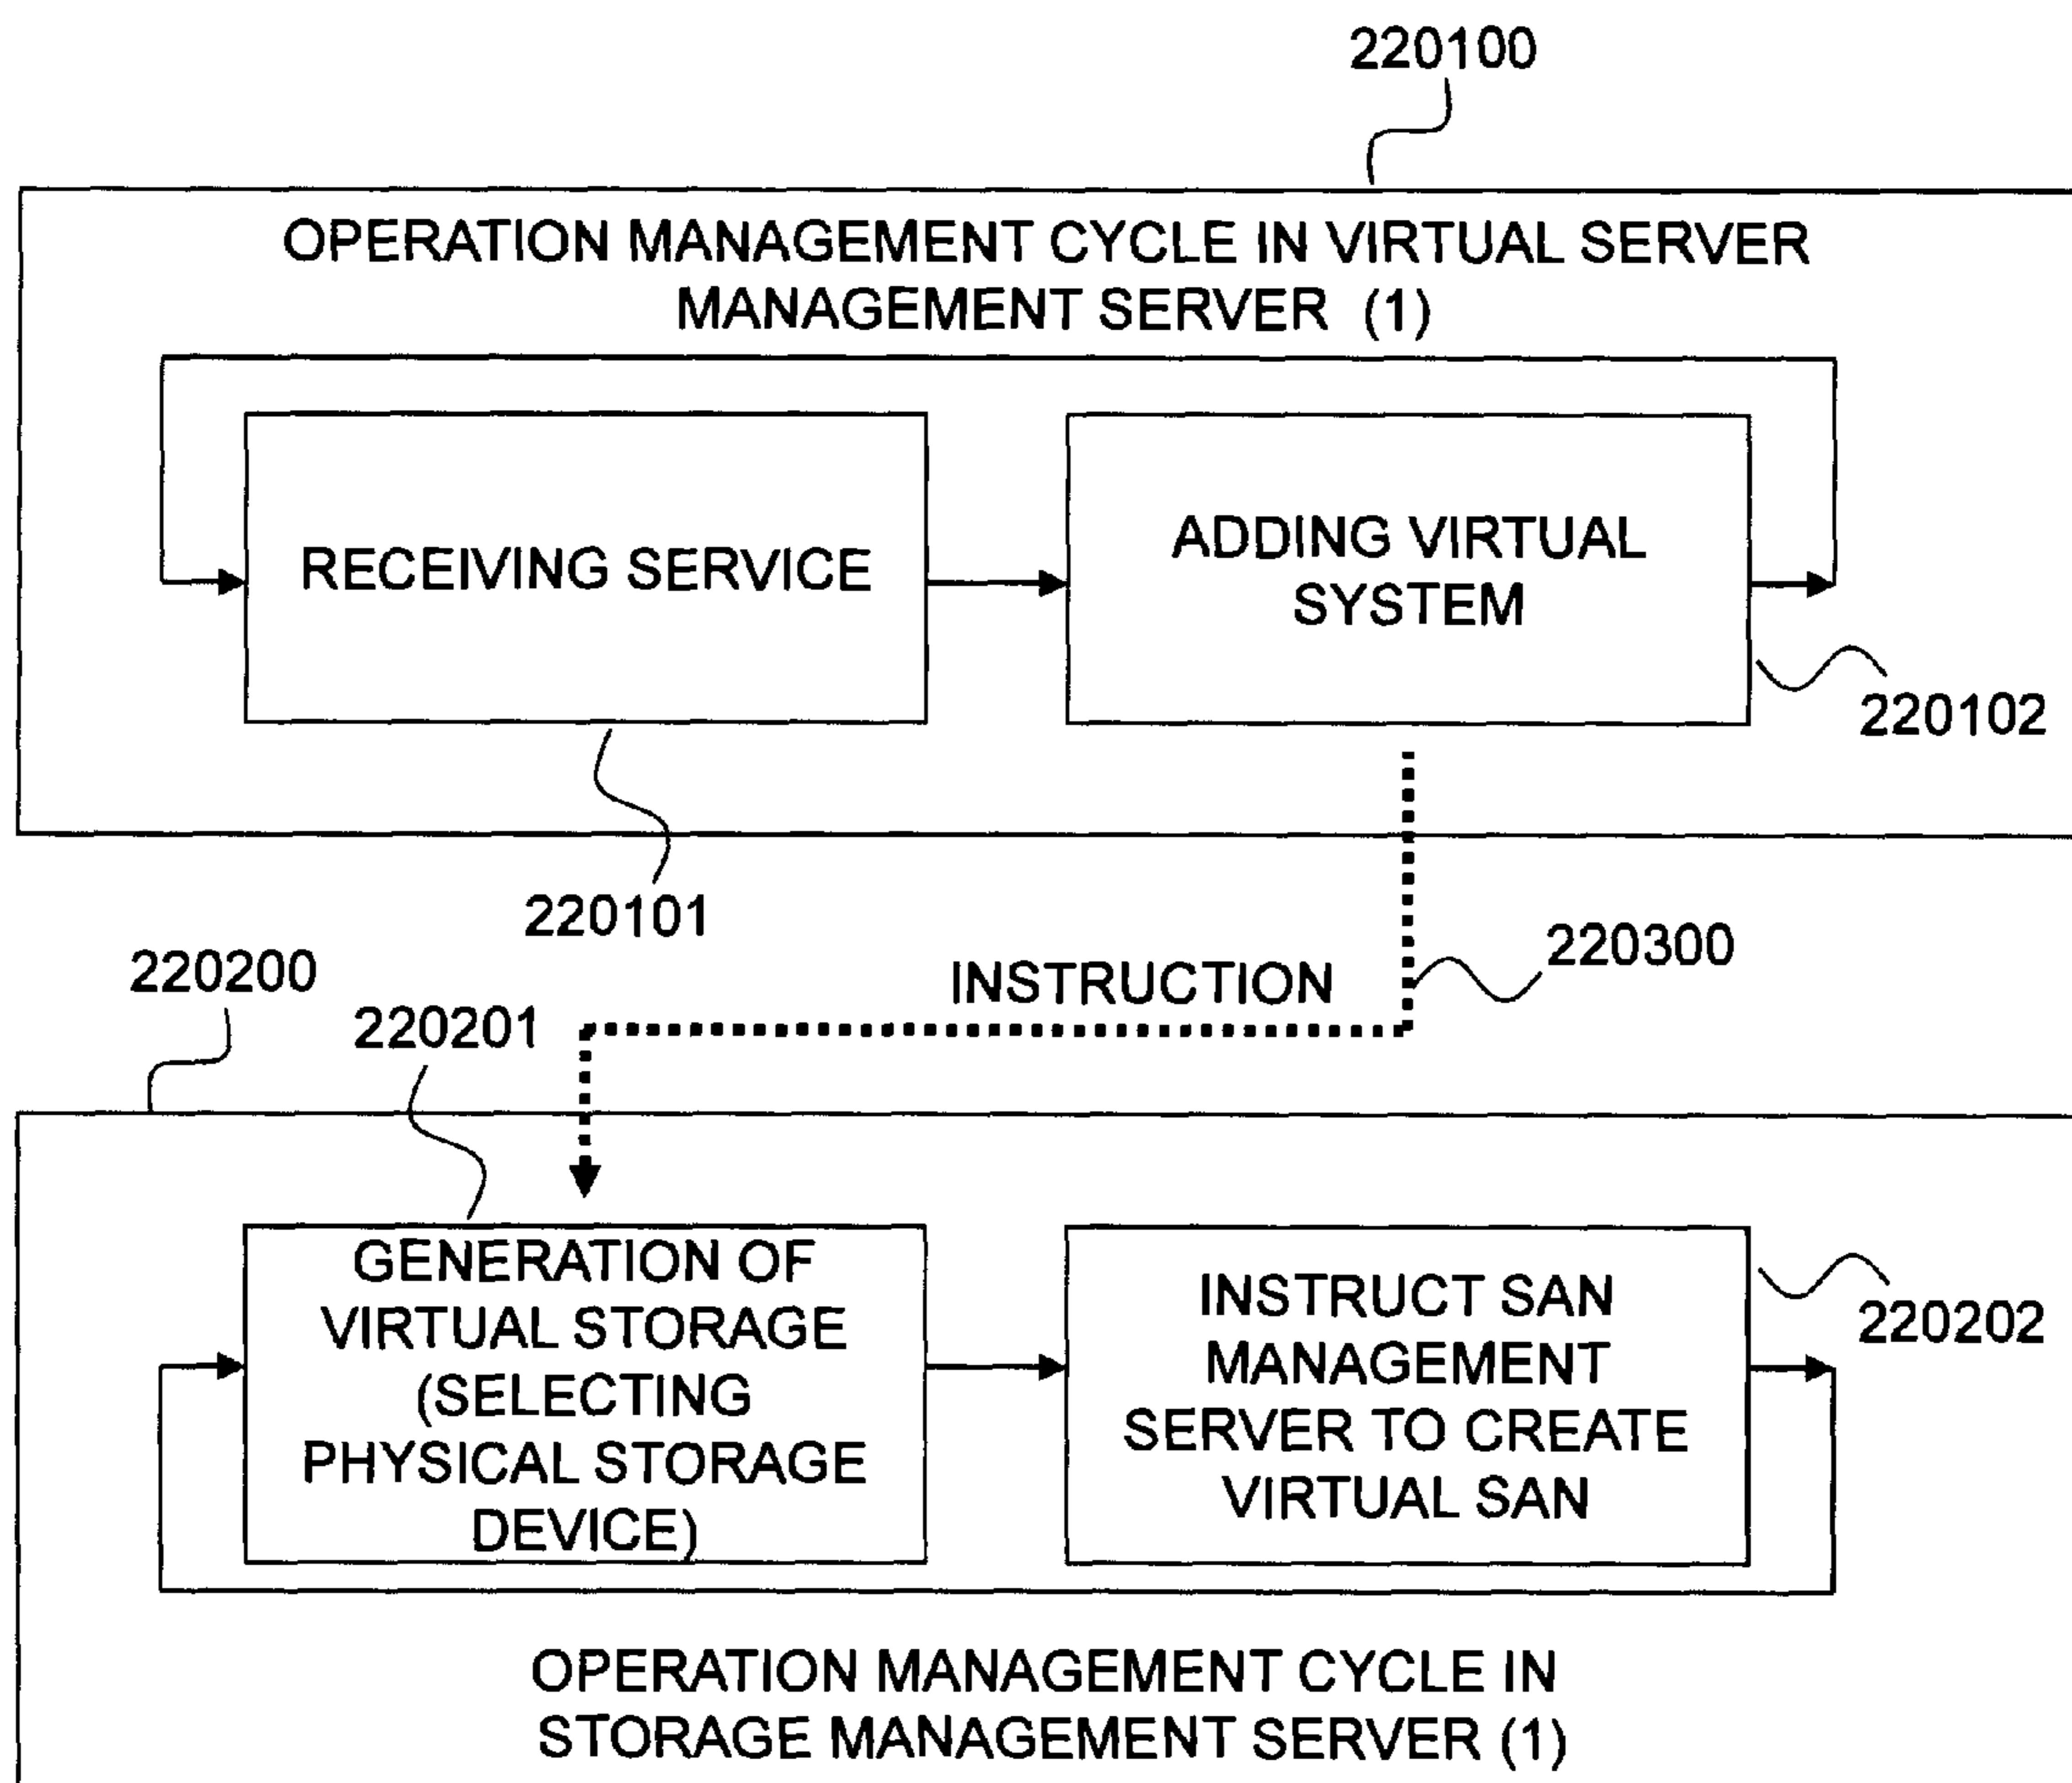 220100
OPERATION MANAGEMENT CYCLE IN VIRTUAL SERVER
MANAGEMENT SERVER (1)
RECEIVING SERVICE
ADDING VIRTUAL
SYSTEM
220102
220101
220300
INSTRUCTION
220200
220201
GENERATION OF
VIRTUAL STORAGE
(SELECTING
PHYSICAL STORAGE
DEVICE)
INSTRUCT SAN
MANAGEMENT
SERVER TO CREATE
VIRTUAL SAN
220202
OPERATION MANAGEMENT CYCLE IN
STORAGE MANAGEMENT SERVER (1)